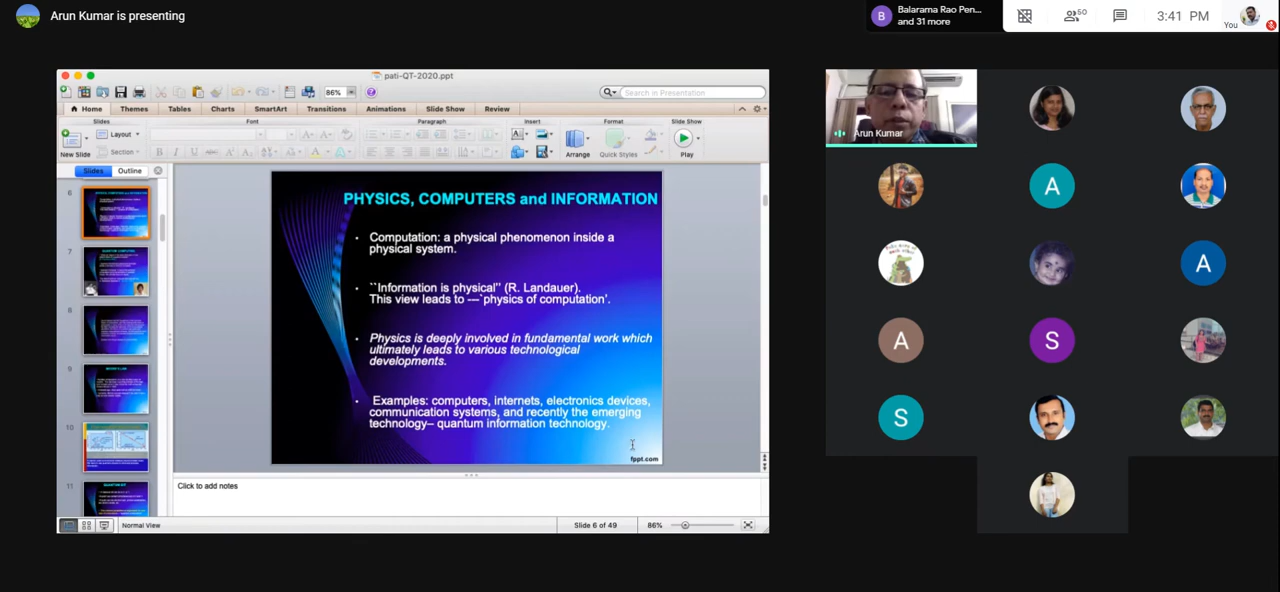 Arun Kumar is presenting
B
Balarama Rao Pen...
and 31 more
50
3:41 PM
You
pati-QT-2020.ppt
86%
Search in Presentation
Home Themes Tables Charts SmartArt Transitions Animations Slide Show Review
Slides Font Paragraph Insert Format Slide Show
New Slide
Layout
Section
B I U
Arrange Quick Styles Play
Slides Outline
6
7
8
9
10
11
PHYSICS, COMPUTERS and INFORMATION
• Computation: a physical phenomenon inside a
physical system.
• ``Information is physical'' (R. Landauer).
This view leads to ---`physics of computation'.
• Physics is deeply involved in fundamental work which
ultimately leads to various technological
developments.
• Examples: computers, internets, electronics devices,
communication systems, and recently the emerging
technology– quantum information technology.
fppt.com
Click to add notes
Normal View
Slide 6 of 49
86%
Arun Kumar
A
A
A
S
S